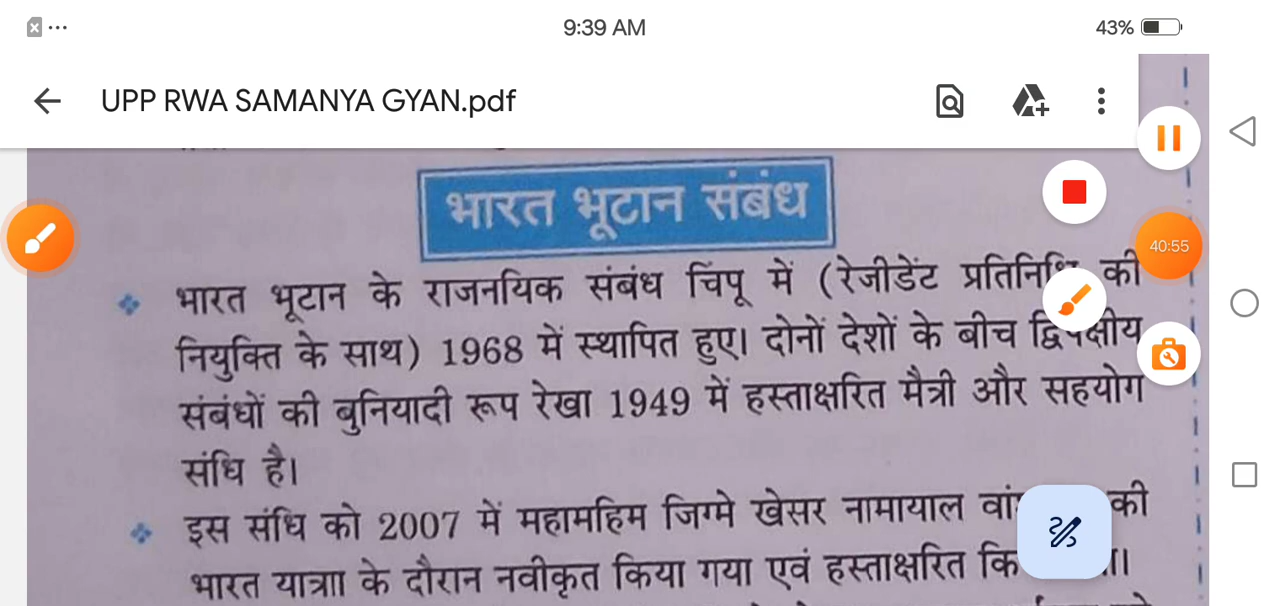 9:39 AM
43%
UPP RWA SAMANYA GYAN.pdf
भारत भूटान संबंध
40:55
भारत भूटान के राजनयिक संबंध चिंपू में (रेजीडेंट की
नियुक्ति के साथ) 1968 में स्थापित हुए। दोनों देशों के बीच
संबंधों की बुनियादी रूप रेखा 1949 में हस्ताक्षरित मैत्री और सहयोग
संधि है।
इस संधि को 2007 में महामहिम जिग्मे खेसर नामायाल की
भारत यात्राा के दौरान नवीकृत किया गया एवं हस्ताक्षरित